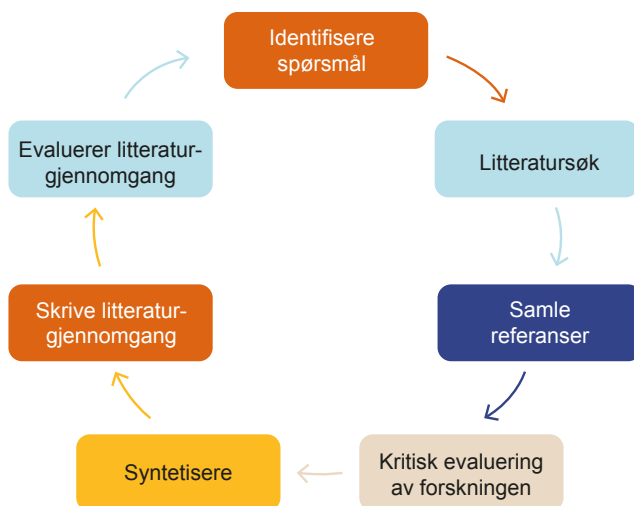 Identifisere
spørsmål
Litteratursøk
Samle
referanser
Kritisk evaluering
av forskningen
Syntetisere
Skrive litteratur-
gjennomgang
Evaluerer litteratur-
gjennomgang